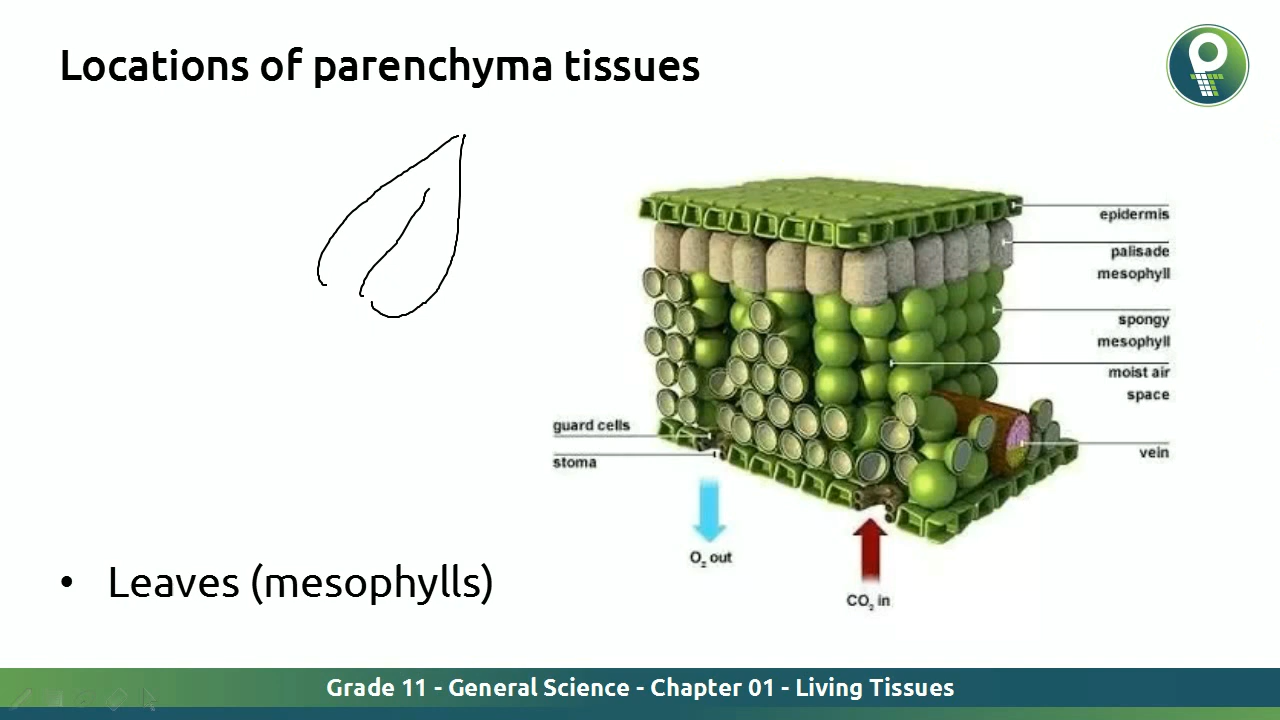 Locations of parenchyma tissues
epidermis
palisade
mesophyll
spongy
mesophyll
moist air
space
guard cells
stoma
vein
O₂ out
CO₂ in
• Leaves (mesophylls)
Grade 11 - General Science - Chapter 01 - Living Tissues